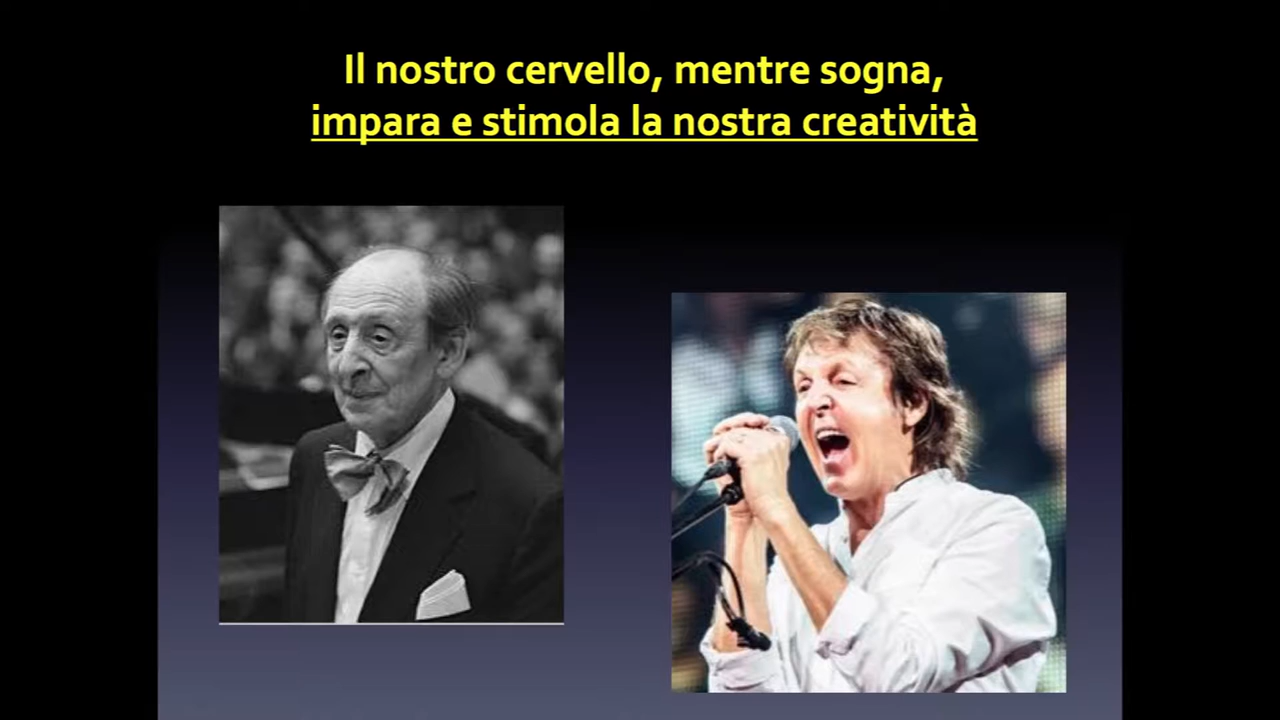 Il nostro cervello, mentre sogna,
impara e stimola la nostra creatività